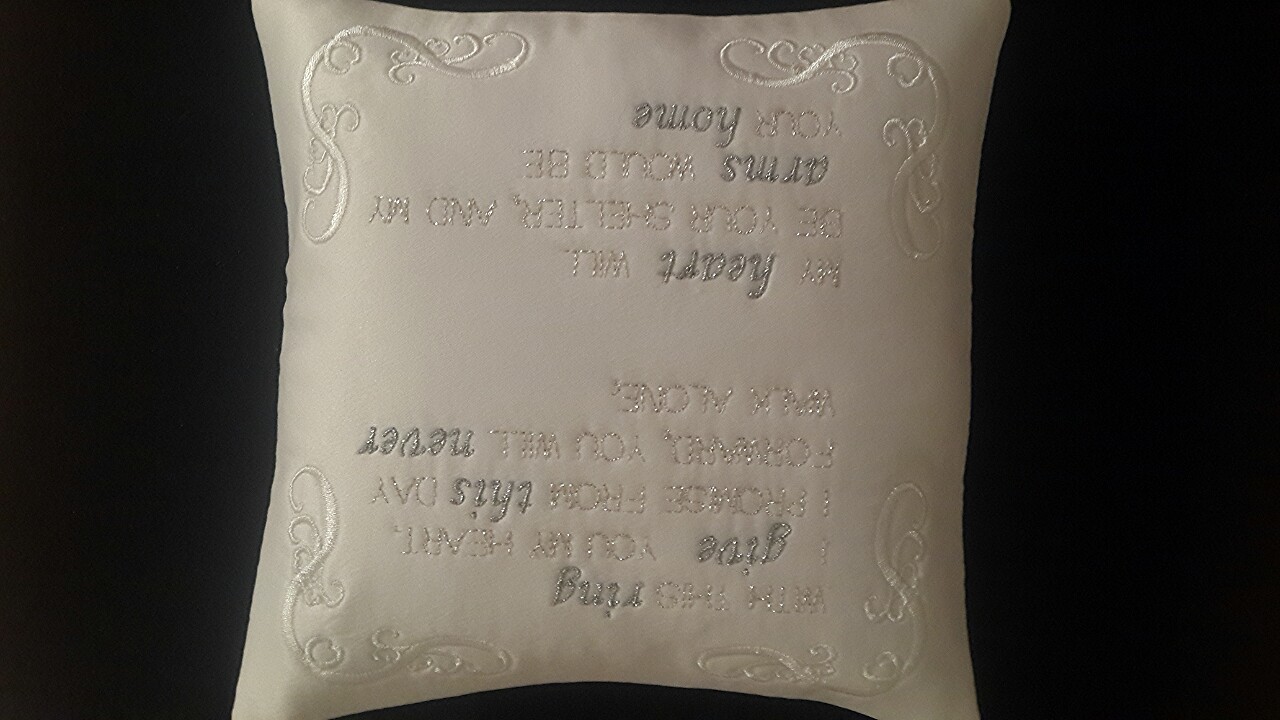 WITH THIS ring
I give YOU MY HEART.
I PROMISE FROM this DAY
FORWARD, YOU WILL never
WALK ALONE;
MY heart WILL
BE YOUR SHELTER, AND MY
arms WOULD BE
YOUR home